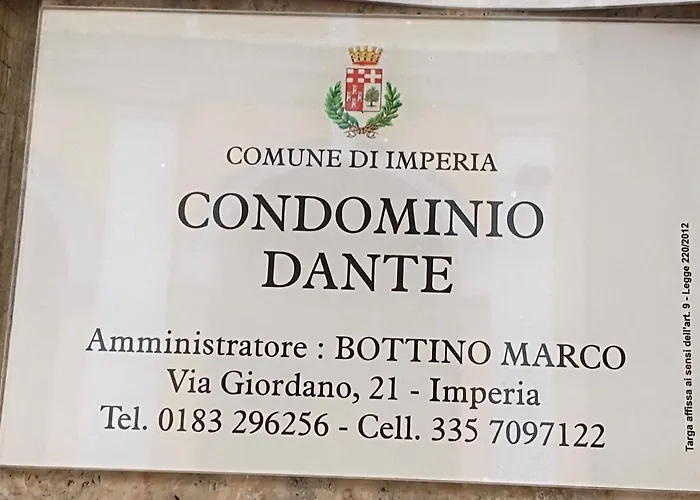 COMUNE DI IMPERIA
CONDOMINIO
DANTE
Amministratore : BOTTINO MARCO
Via Giordano, 21 - Imperia
Tel. 0183 296256 - Cell. 335 7097122
Targa affissa ai sensi dell'art. 9 - Legge 220/2012